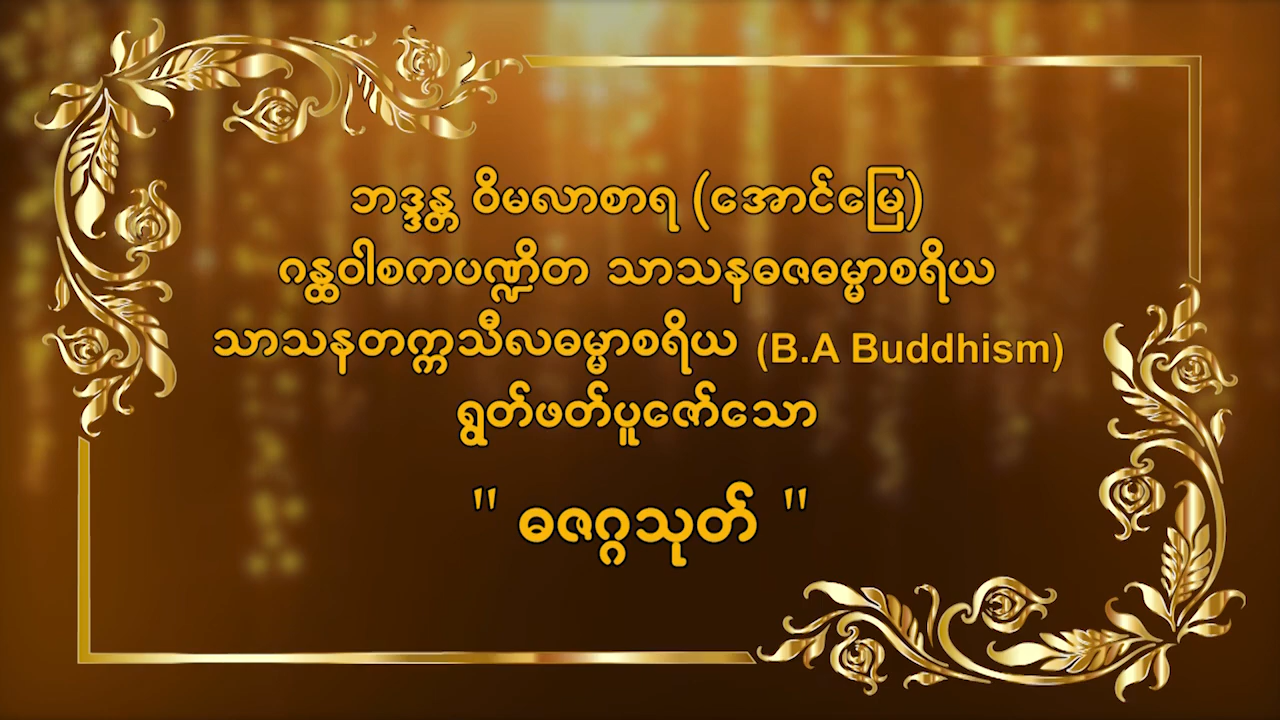 ဘဒ္ဒန္တ ဝိမလာစာရ (အောင်မြေ)
ဂန္ထဝါစကပဏ္ဍိတ သာသနဓဇဓမ္မာစရိယ
သာသနတက္ကသီလဓမ္မာစရိယ (B.A Buddhism)
ရွတ်ဖတ်ပူဇော်သော
" ဓဇဂ္ဂသုတ် "